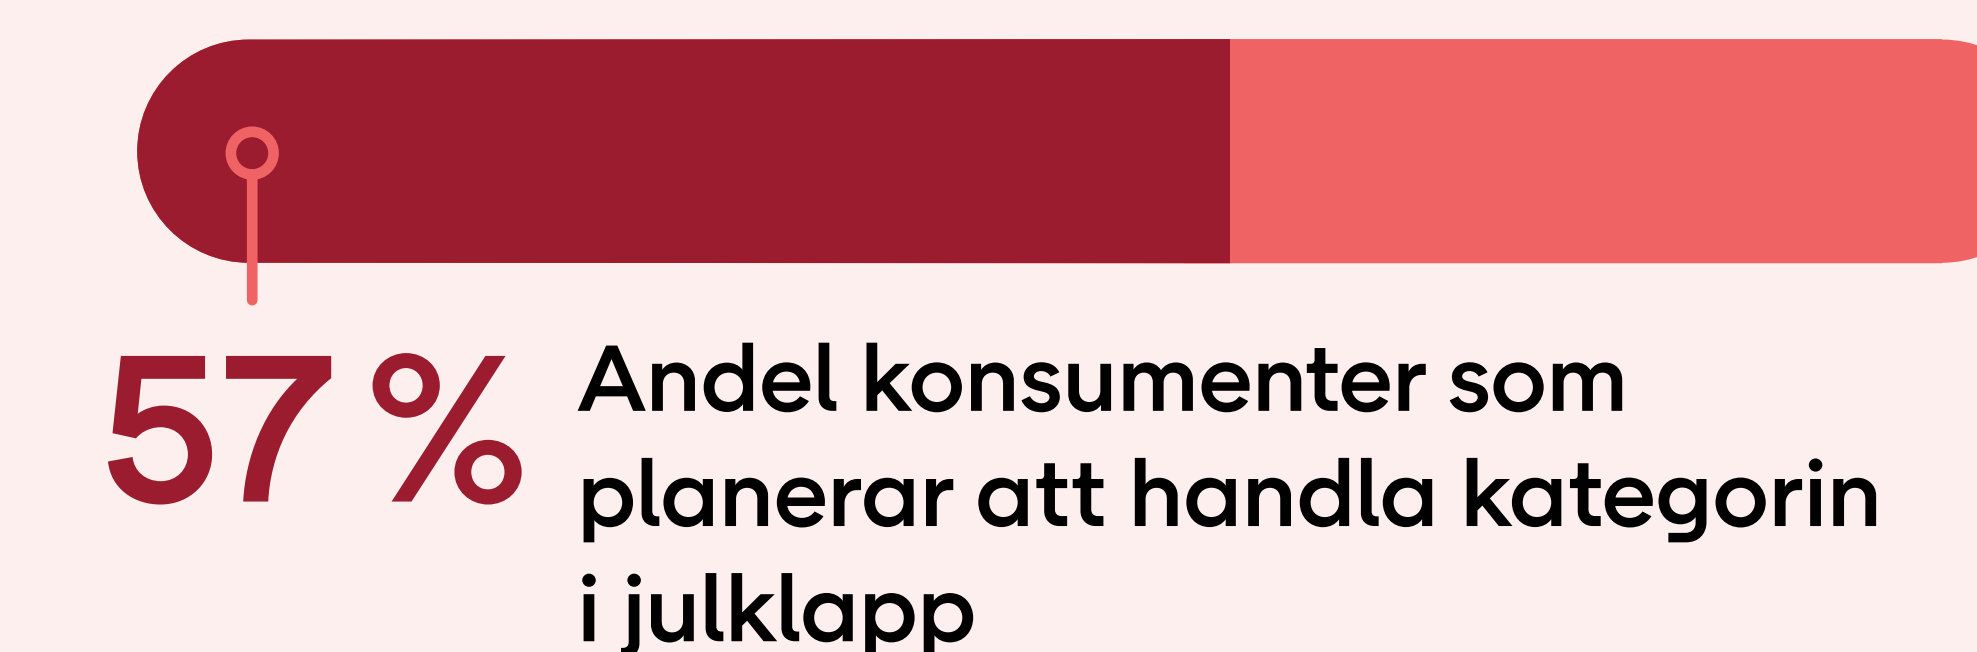 57 % Andel konsumenter som
planerar att handla kategorin
i julklapp